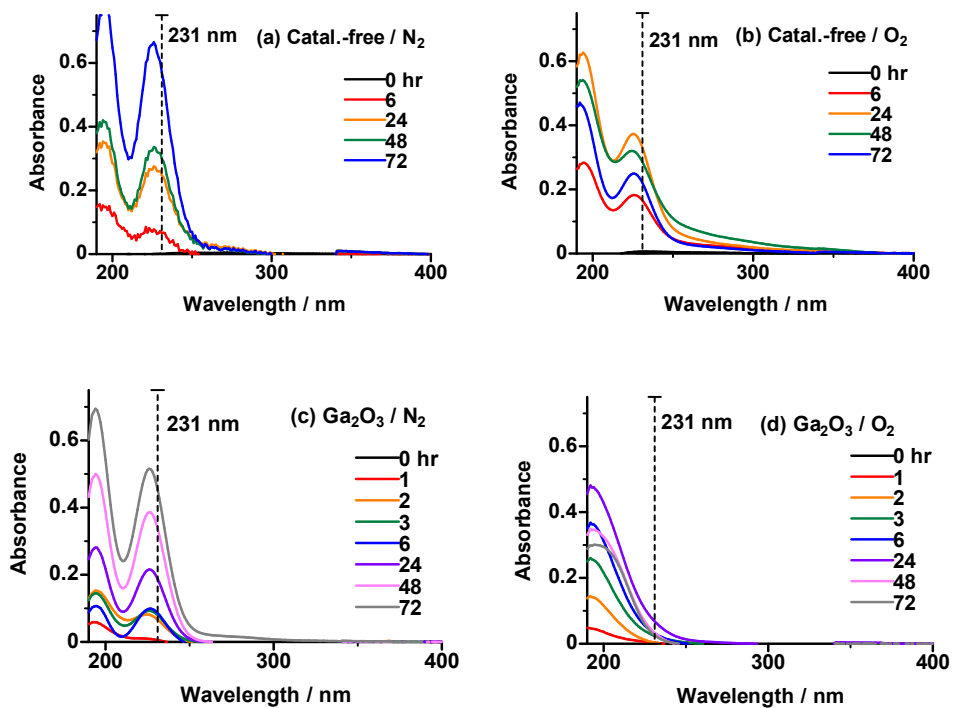 (a) Catal.-free / N₂
231 nm
0 hr
6
24
48
72
0.6
0.4
0.2
0
200
300
400
Absorbance
Wavelength / nm
(b) Catal.-free / O₂
231 nm
0 hr
6
24
48
72
0.6
0.4
0.2
0
200
300
400
Absorbance
Wavelength / nm
(c) Ga₂O₃ / N₂
231 nm
0 hr
1
2
3
6
24
48
72
0.6
0.4
0.2
0
200
300
400
Absorbance
Wavelength / nm
(d) Ga₂O₃ / O₂
231 nm
0 hr
1
2
3
6
24
48
72
0.6
0.4
0.2
0
200
300
400
Absorbance
Wavelength / nm